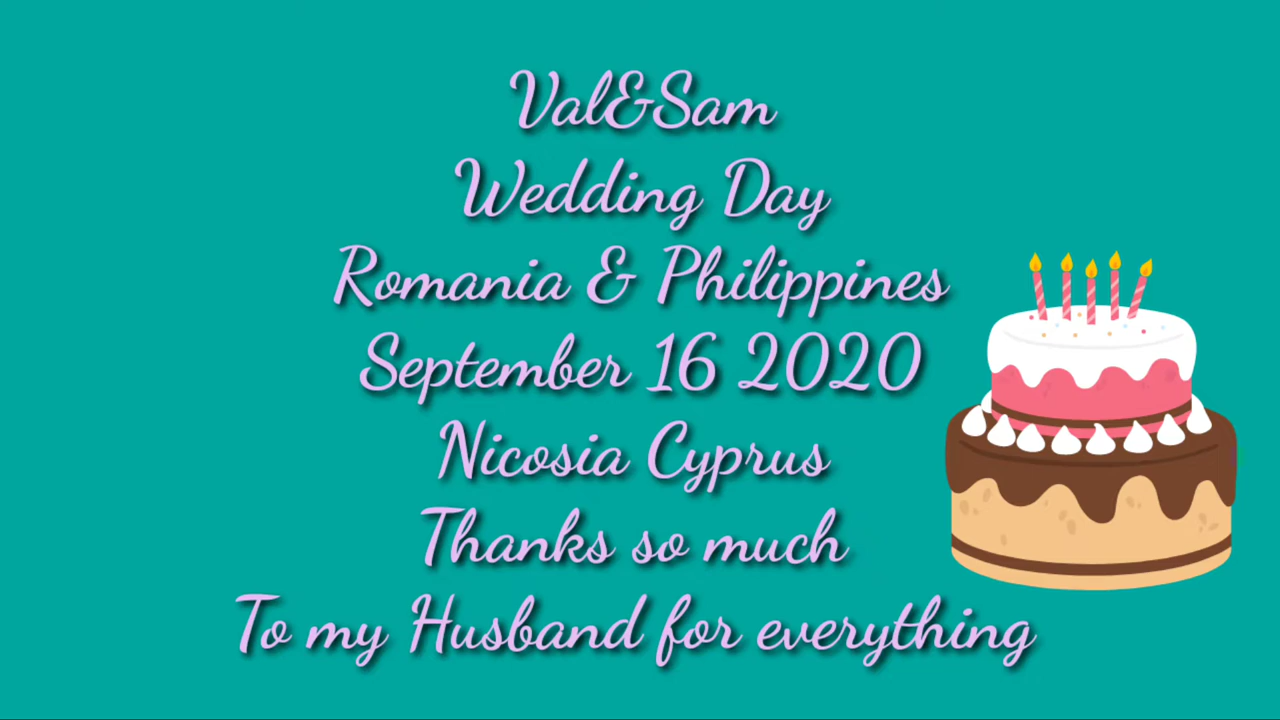 Val&Sam
Wedding Day
Romania & Philippines
September 16 2020
Nicosia Cyprus
Thanks so much
To my Husband for everything